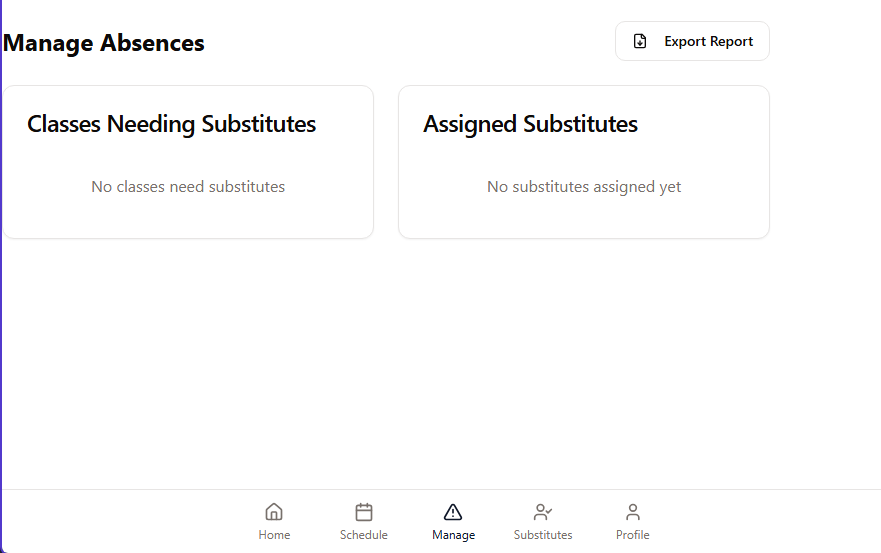 Manage Absences
Export Report
Classes Needing Substitutes
No classes need substitutes
Assigned Substitutes
No substitutes assigned yet
Home
Schedule
Manage
Substitutes
Profile